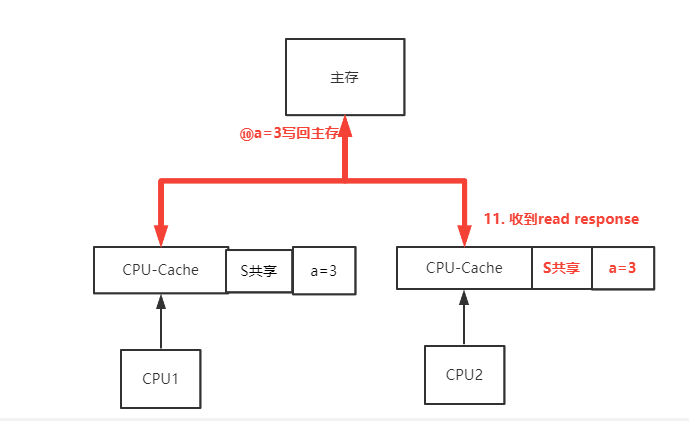 主存
⑩a=3写回主存
11. 收到read response
CPU-Cache
S共享
a=3
CPU-Cache
S共享
a=3
CPU1
CPU2